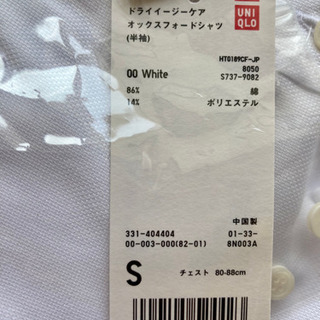 ドライイージーケア
オックスフォードシャツ
(半袖)
UNI
QLO
HT0189CF-JP
8050
S737-9082
00 White
86% 綿
14% ポリエステル
中国製
331-404404 01-33-
00-003-000(82-01) 8N003A
S チェスト 80-88cm